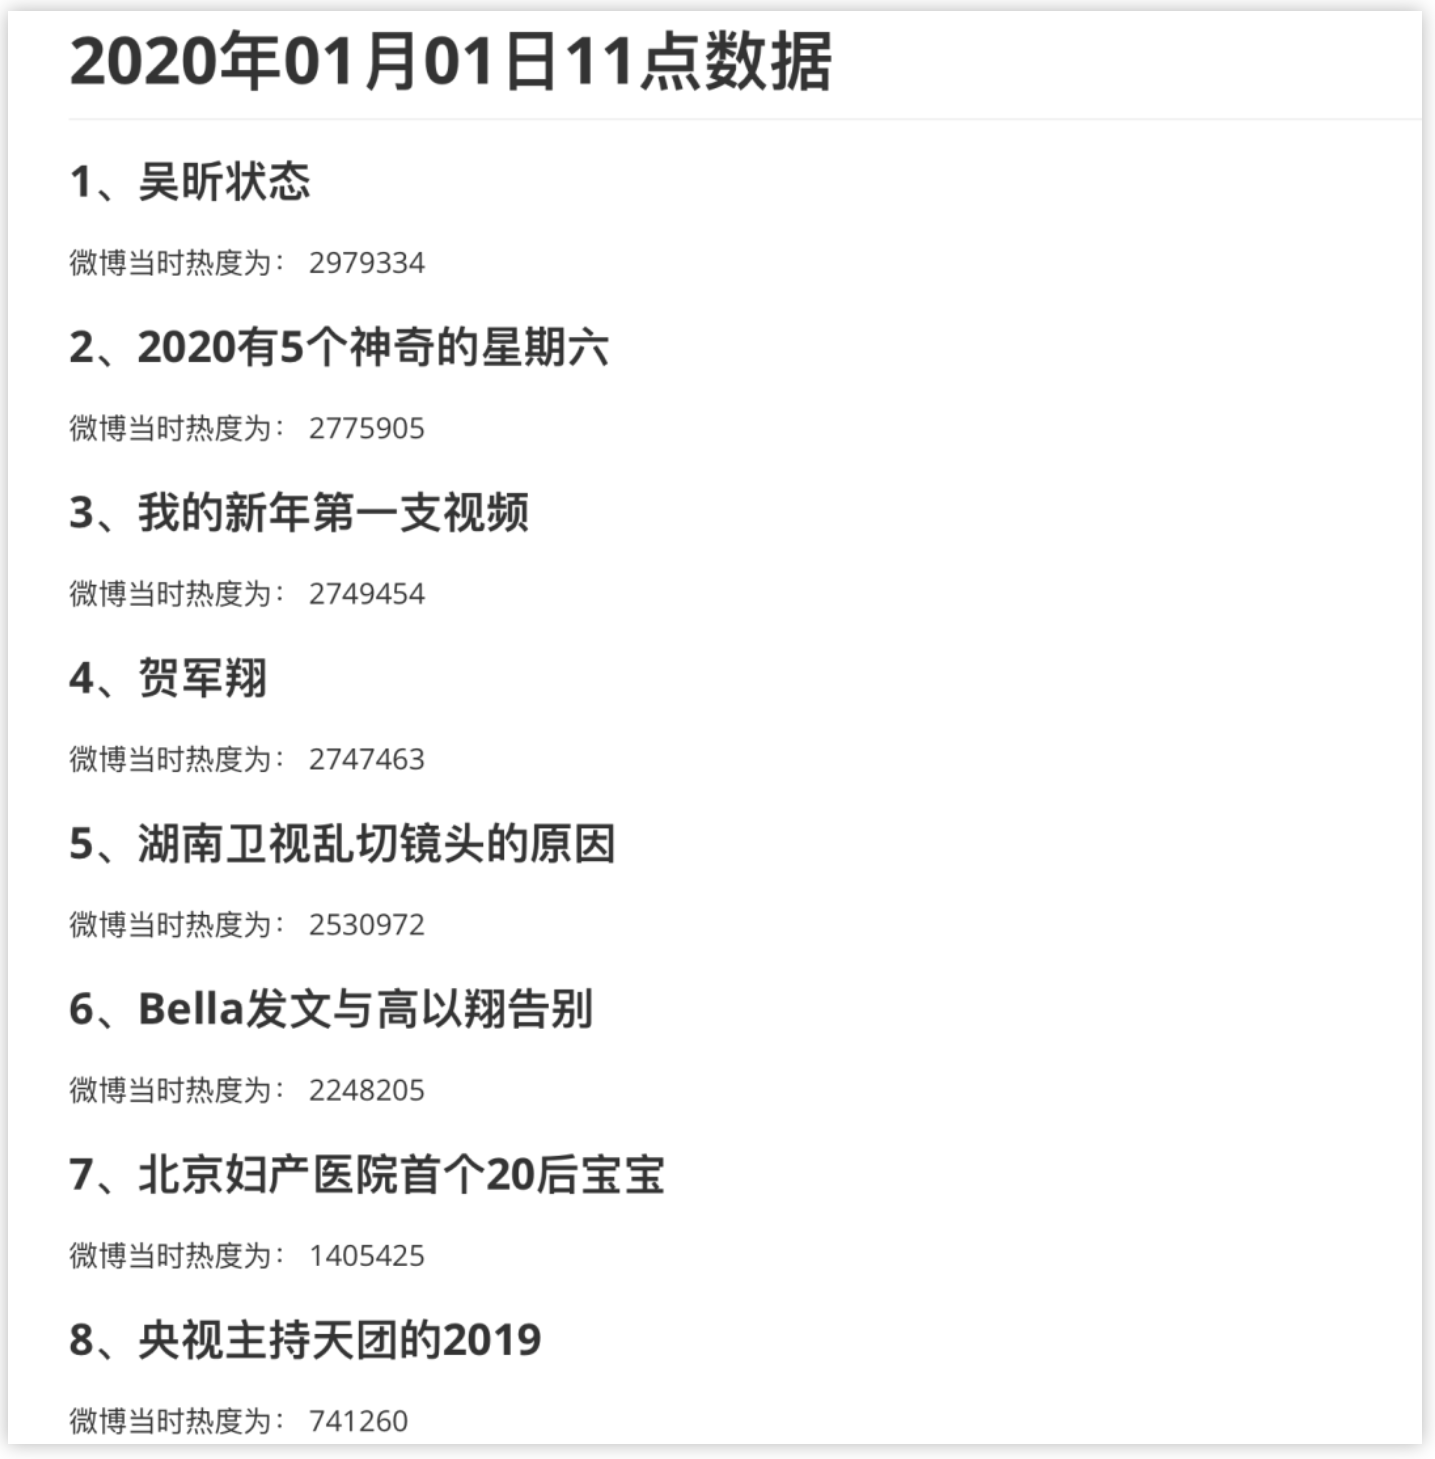 2020年01月01日11点数据
1、吴昕状态
微博当时热度为： 2979334
2、2020有5个神奇的星期六
微博当时热度为： 2775905
3、我的新年第一支视频
微博当时热度为： 2749454
4、贺军翔
微博当时热度为： 2747463
5、湖南卫视乱切镜头的原因
微博当时热度为： 2530972
6、Bella发文与高以翔告别
微博当时热度为： 2248205
7、北京妇产医院首个20后宝宝
微博当时热度为： 1405425
8、央视主持天团的2019
微博当时热度为： 741260